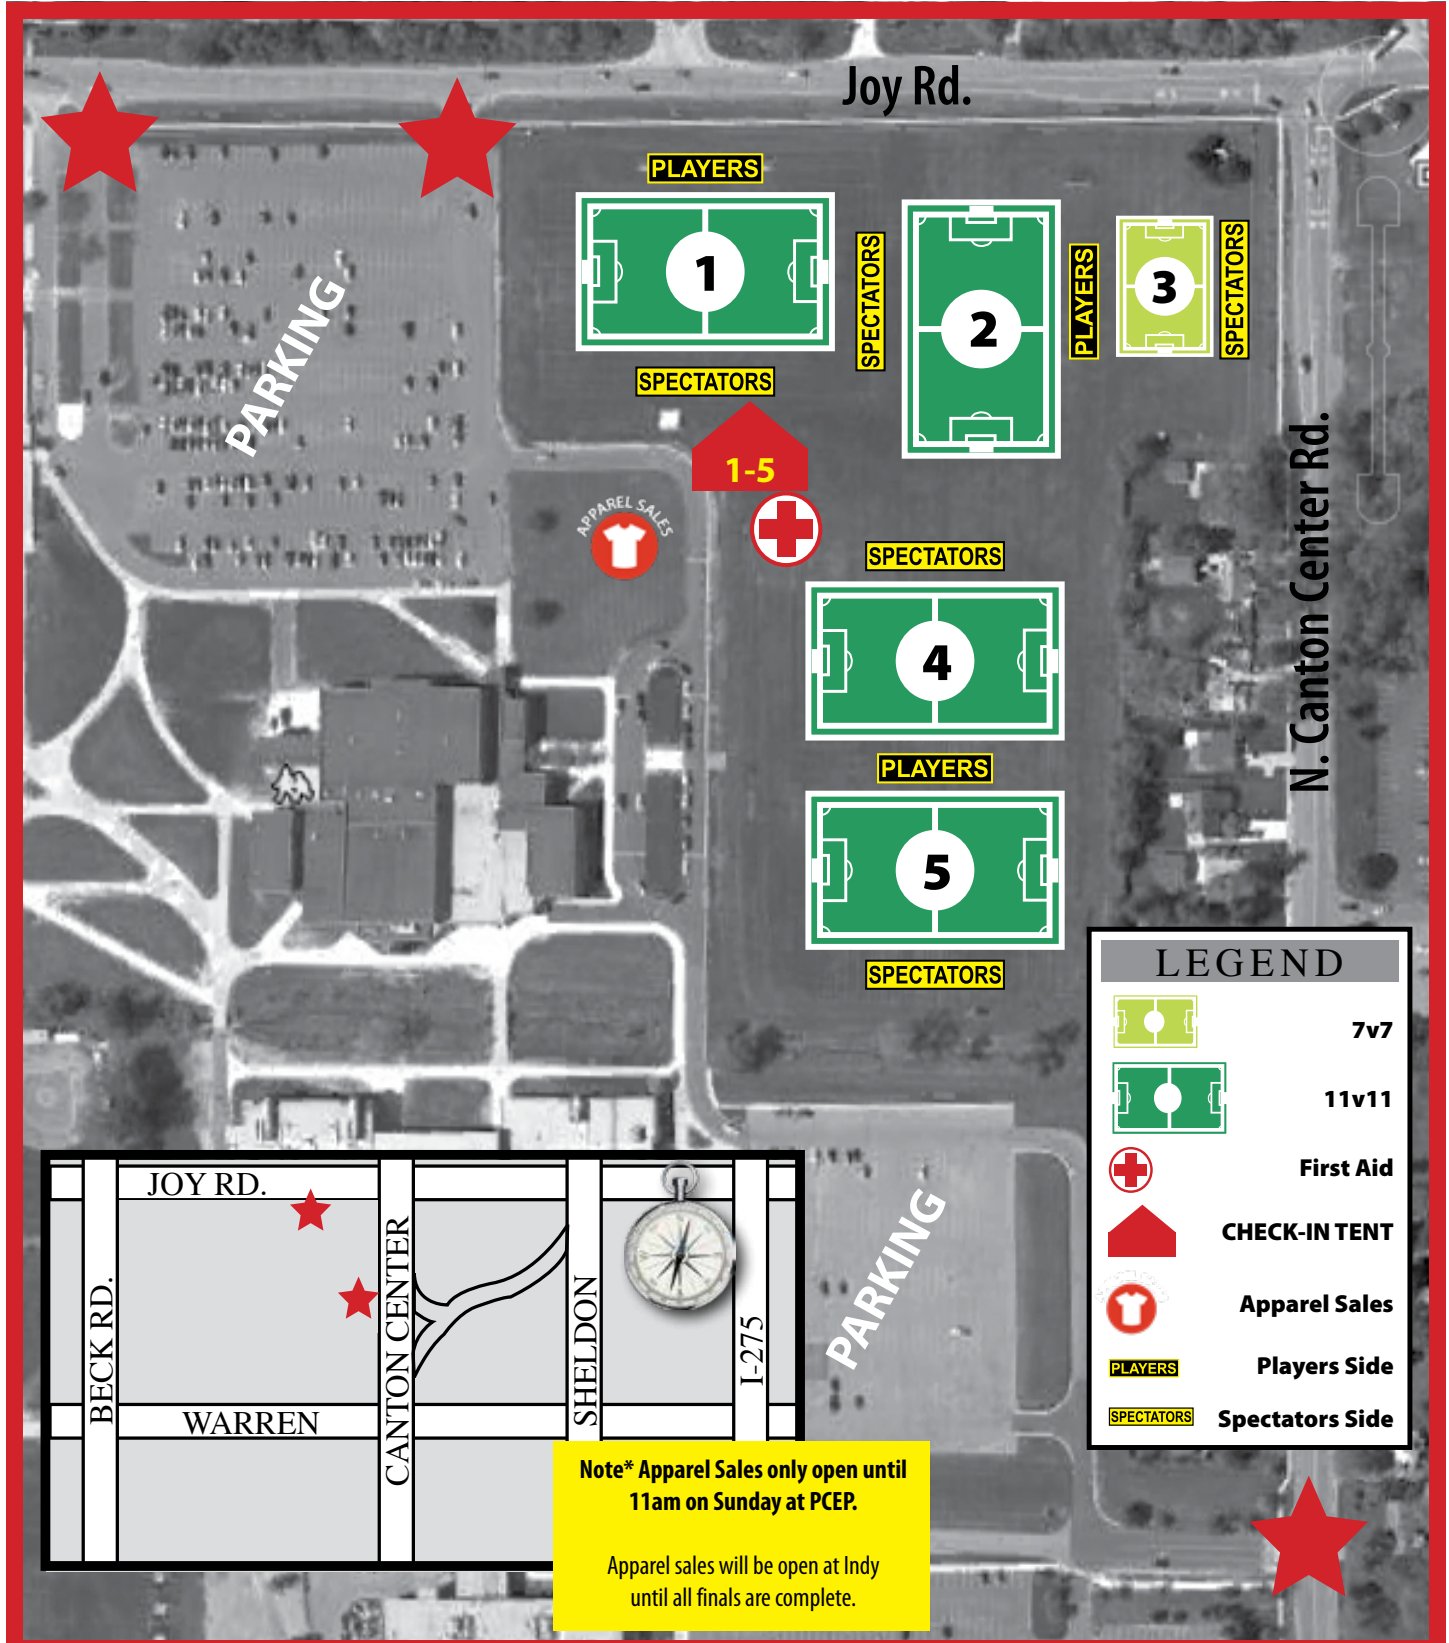 Joy Rd.
PLAYERS
1
SPECTATORS
SPECTATORS
2
PLAYERS
3
SPECTATORS
PARKING
1-5
APPAREL SALES
N. Canton Center Rd.
SPECTATORS
4
PLAYERS
5
SPECTATORS
LEGEND
7v7
11v11
First Aid
CHECK-IN TENT
Apparel Sales
PLAYERS
Players Side
SPECTATORS
Spectators Side
PARKING
JOY RD.
BECK RD.
CANTON CENTER
SHELDON
I-275
WARREN
Note* Apparel Sales only open until
11am on Sunday at PCEP.
Apparel sales will be open at Indy
until all finals are complete.